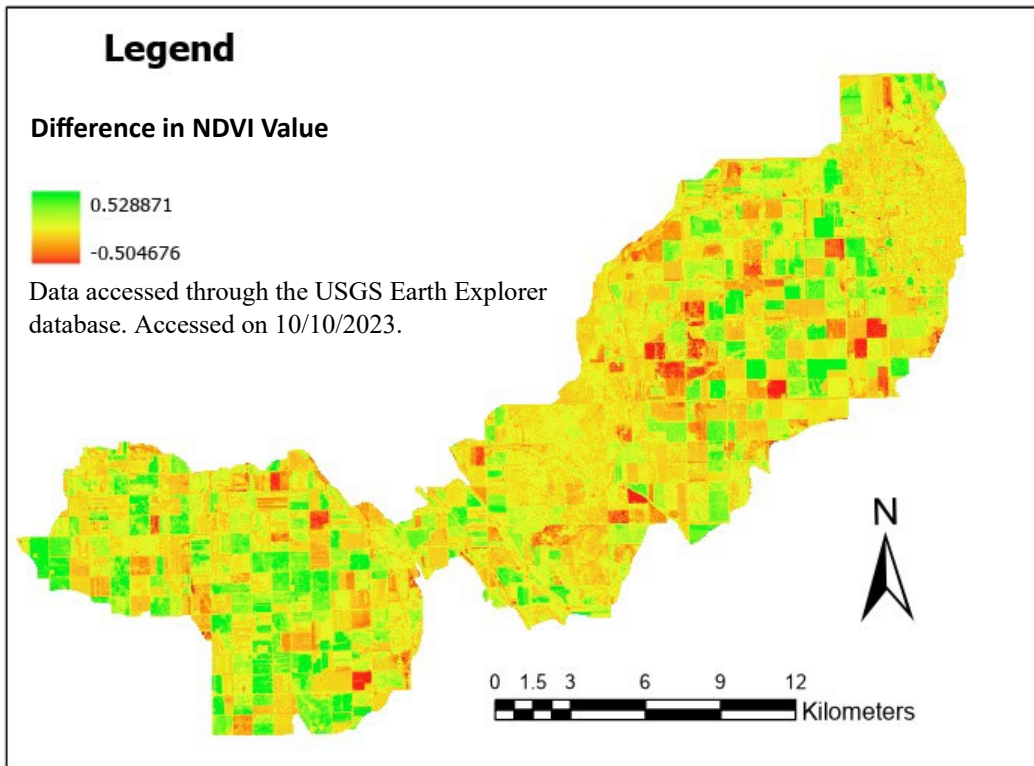 Legend
Difference in NDVI Value
0.528871
-0.504676
Data accessed through the USGS Earth Explorer
database. Accessed on 10/10/2023.
N
0 1.5 3 6 9 12
Kilometers